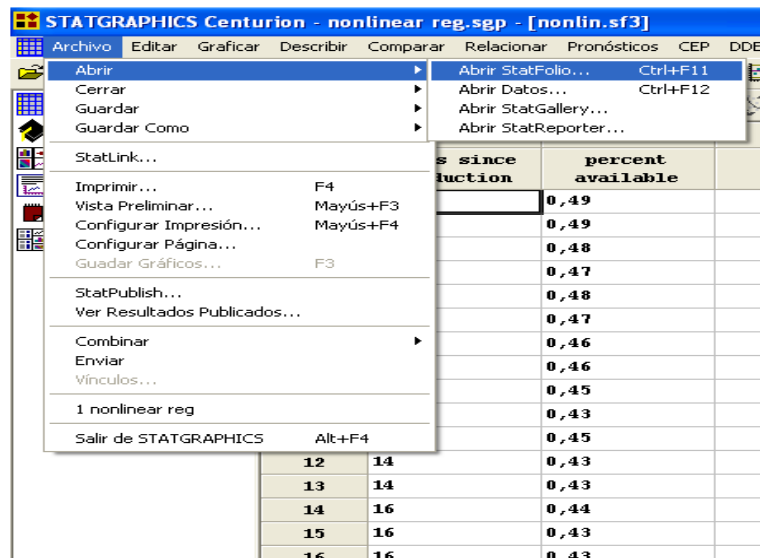 STATGRAPHICS Centurion - nonlinear reg.sgp - [nonlin.sf3]
Archivo Editar Graficar Describir Comparar Relacionar Pronósticos CEP DDE
Abrir
Cerrar
Guardar
Guardar Como
StatLink...
Imprimir... F4
Vista Preliminar... Mayús+F3
Configurar Impresión... Mayús+F4
Configurar Página...
Guadar Gráficos... F3
StatPublish...
Ver Resultados Publicados...
Combinar
Enviar
Vínculos...
1 nonlinear reg
Salir de STATGRAPHICS Alt+F4
Abrir StatFolio... Ctrl+F11
Abrir Datos... Ctrl+F12
Abrir StatGallery...
Abrir StatReporter...
since percent
available
0,49
0,49
0,48
0,47
0,48
0,47
0,46
0,46
0,45
0,43
0,45
12 14 0,43
13 14 0,43
14 16 0,44
15 16 0,43
16 16 0,43